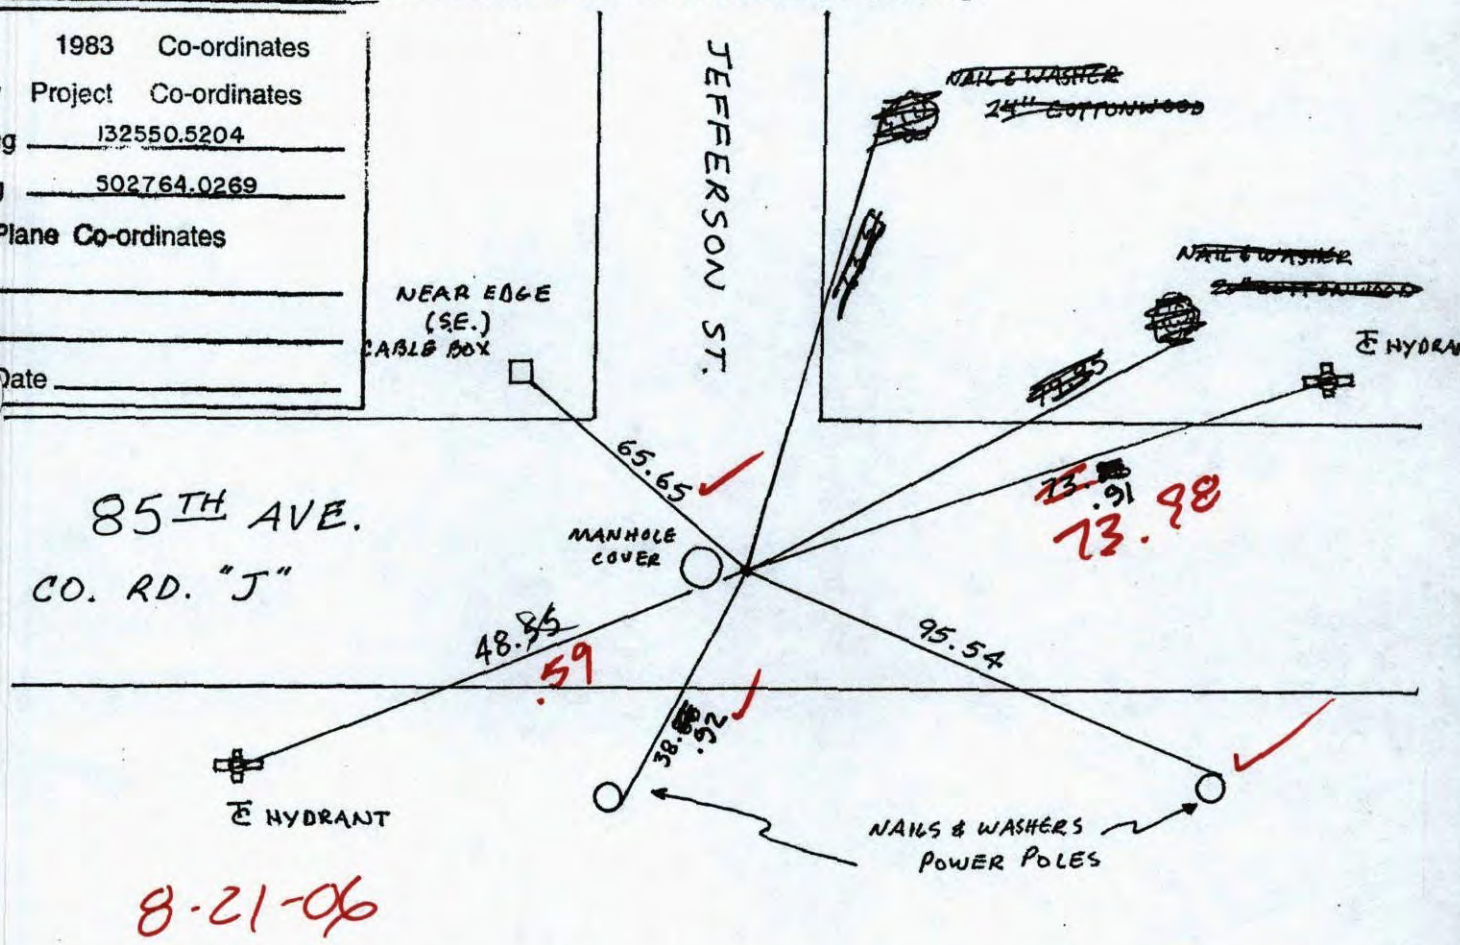 1983 Co-ordinates
Project Co-ordinates
g 132550.5204
502764.0269
Plane Co-ordinates
Date
JEFFERSON ST.
NAIL & WASHER
24" COTTONWOOD
NAIL & WASHER
COTTONWOOD
NEAR EDGE
(S.E.)
CABLE BOX
℄ HYDRA
65.65
73.
.91
73.98
85TH AVE.
CO. RD. "J"
MANHOLE
COVER
48.85
.59
95.54
38.
.92
℄ HYDRANT
NAILS & WASHERS
POWER POLES
8-21-06